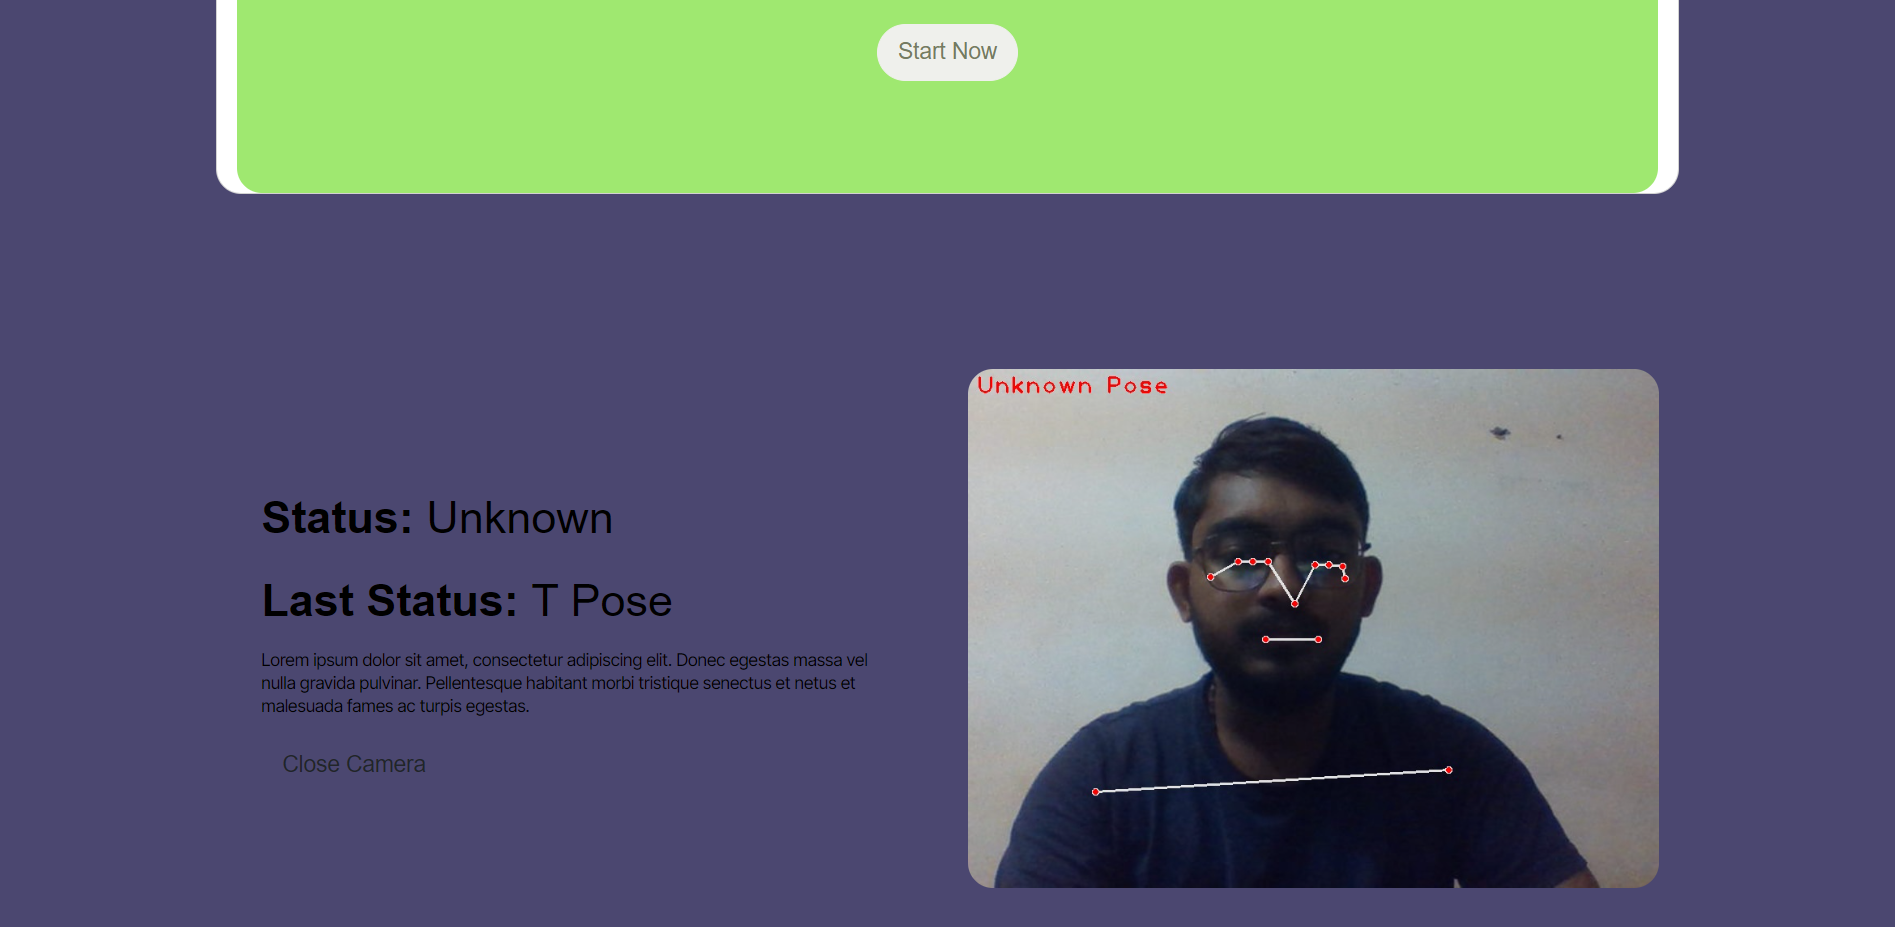 Start Now
Unknown Pose
Status: Unknown
Last Status: T Pose
Lorem ipsum dolor sit amet, consectetur adipiscing elit. Donec egestas massa vel
nulla gravida pulvinar. Pellentesque habitant morbi tristique senectus et netus et
malesuada fames ac turpis egestas.
Close Camera